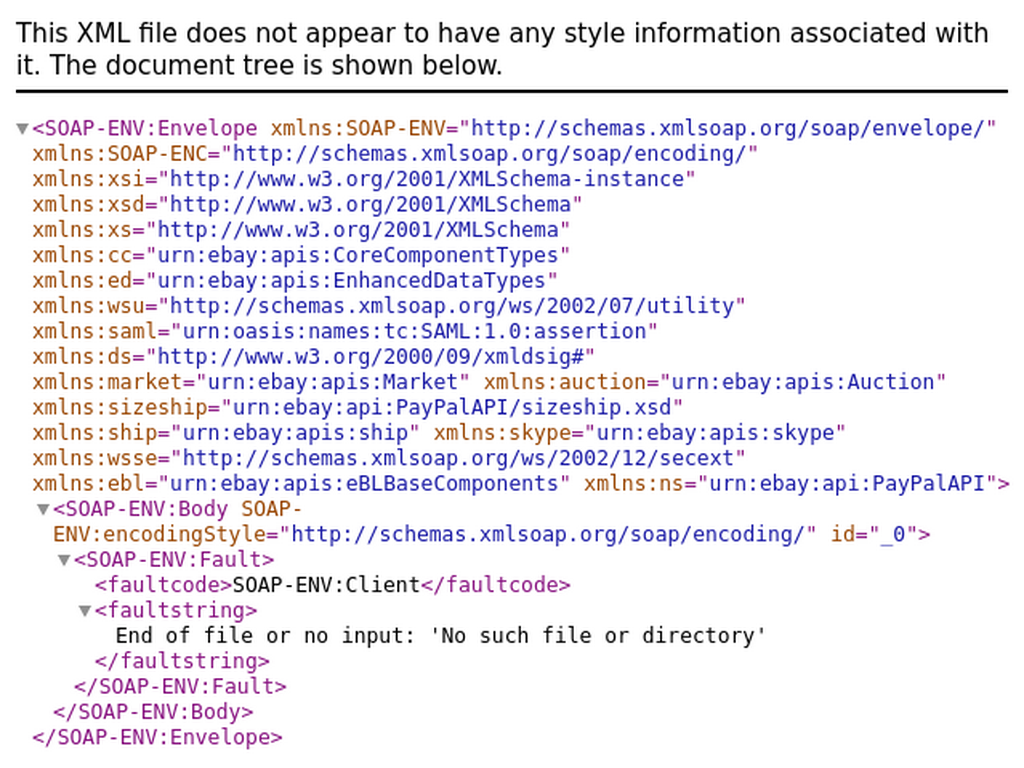 This XML file does not appear to have any style information associated with
it. The document tree is shown below.
▼<SOAP-ENV:Envelope xmlns:SOAP-ENV="http://schemas.xmlsoap.org/soap/envelope/"
xmlns:SOAP-ENC="http://schemas.xmlsoap.org/soap/encoding/"
xmlns:xsi="http://www.w3.org/2001/XMLSchema-instance"
xmlns:xsd="http://www.w3.org/2001/XMLSchema"
xmlns:xs="http://www.w3.org/2001/XMLSchema"
xmlns:cc="urn:ebay:apis:CoreComponentTypes"
xmlns:ed="urn:ebay:apis:EnhancedDataTypes"
xmlns:wsu="http://schemas.xmlsoap.org/ws/2002/07/utility"
xmlns:saml="urn:oasis:names:tc:SAML:1.0:assertion"
xmlns:ds="http://www.w3.org/2000/09/xmldsig#"
xmlns:market="urn:ebay:apis:Market" xmlns:auction="urn:ebay:apis:Auction"
xmlns:sizeship="urn:ebay:api:PayPalAPI/sizeship.xsd"
xmlns:ship="urn:ebay:apis:ship" xmlns:skype="urn:ebay:apis:skype"
xmlns:wsse="http://schemas.xmlsoap.org/ws/2002/12/secext"
xmlns:ebl="urn:ebay:apis:eBLBaseComponents" xmlns:ns="urn:ebay:api:PayPalAPI">
▼<SOAP-ENV:Body SOAP-
ENV:encodingStyle="http://schemas.xmlsoap.org/soap/encoding/" id="_0">
▼<SOAP-ENV:Fault>
<faultcode>SOAP-ENV:Client</faultcode>
▼<faultstring>
End of file or no input: 'No such file or directory'
</faultstring>
</SOAP-ENV:Fault>
</SOAP-ENV:Body>
</SOAP-ENV:Envelope>